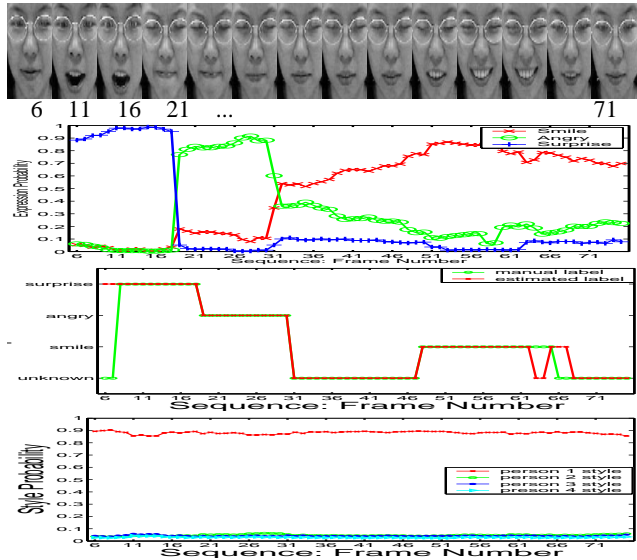 6 11 16 21 ... 71
Smile
Angry
Surprise
Expression Probability
1
0.9
0.8
0.7
0.6
0.5
0.4
0.3
0.2
0.1
0
6 11 16 21 26 31 36 41 46 51 56 61 66 71
Sequence: Frame Number
manual label
estimated label
surprise
angry
smile
unknown
6 11 16 21 26 31 36 41 46 51 56 61 66 71
Sequence: Frame Number
Style Probability
1
0.9
0.8
0.7
0.6
0.5
0.4
0.3
0.2
0.1
0
person 1 style
person 2 style
person 3 style
preson 4 style
6 11 16 21 26 31 36 41 46 51 56 61 66 71
Sequence: Frame Number